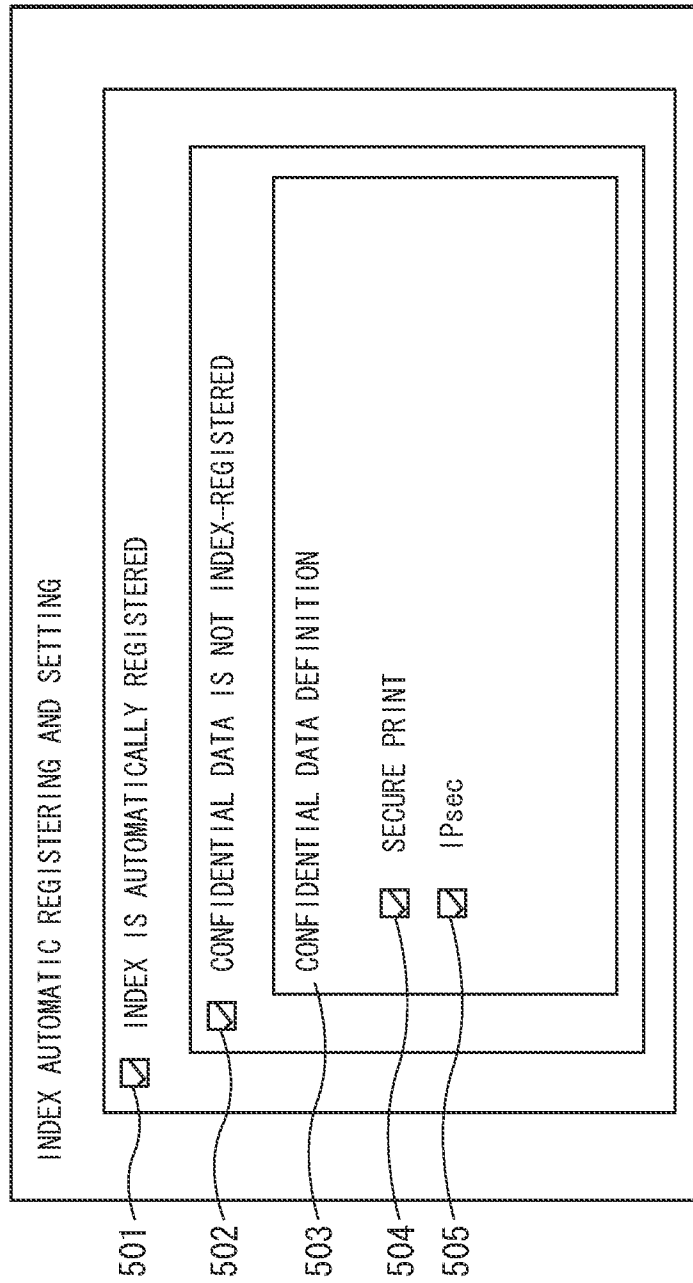 INDEX AUTOMATIC REGISTERING AND SETTING
501 INDEX IS AUTOMATICALLY REGISTERED
502 CONFIDENTIAL DATA IS NOT INDEX-REGISTERED
503 CONFIDENTIAL DATA DEFINITION
504 SECURE PRINT
505 IPsec